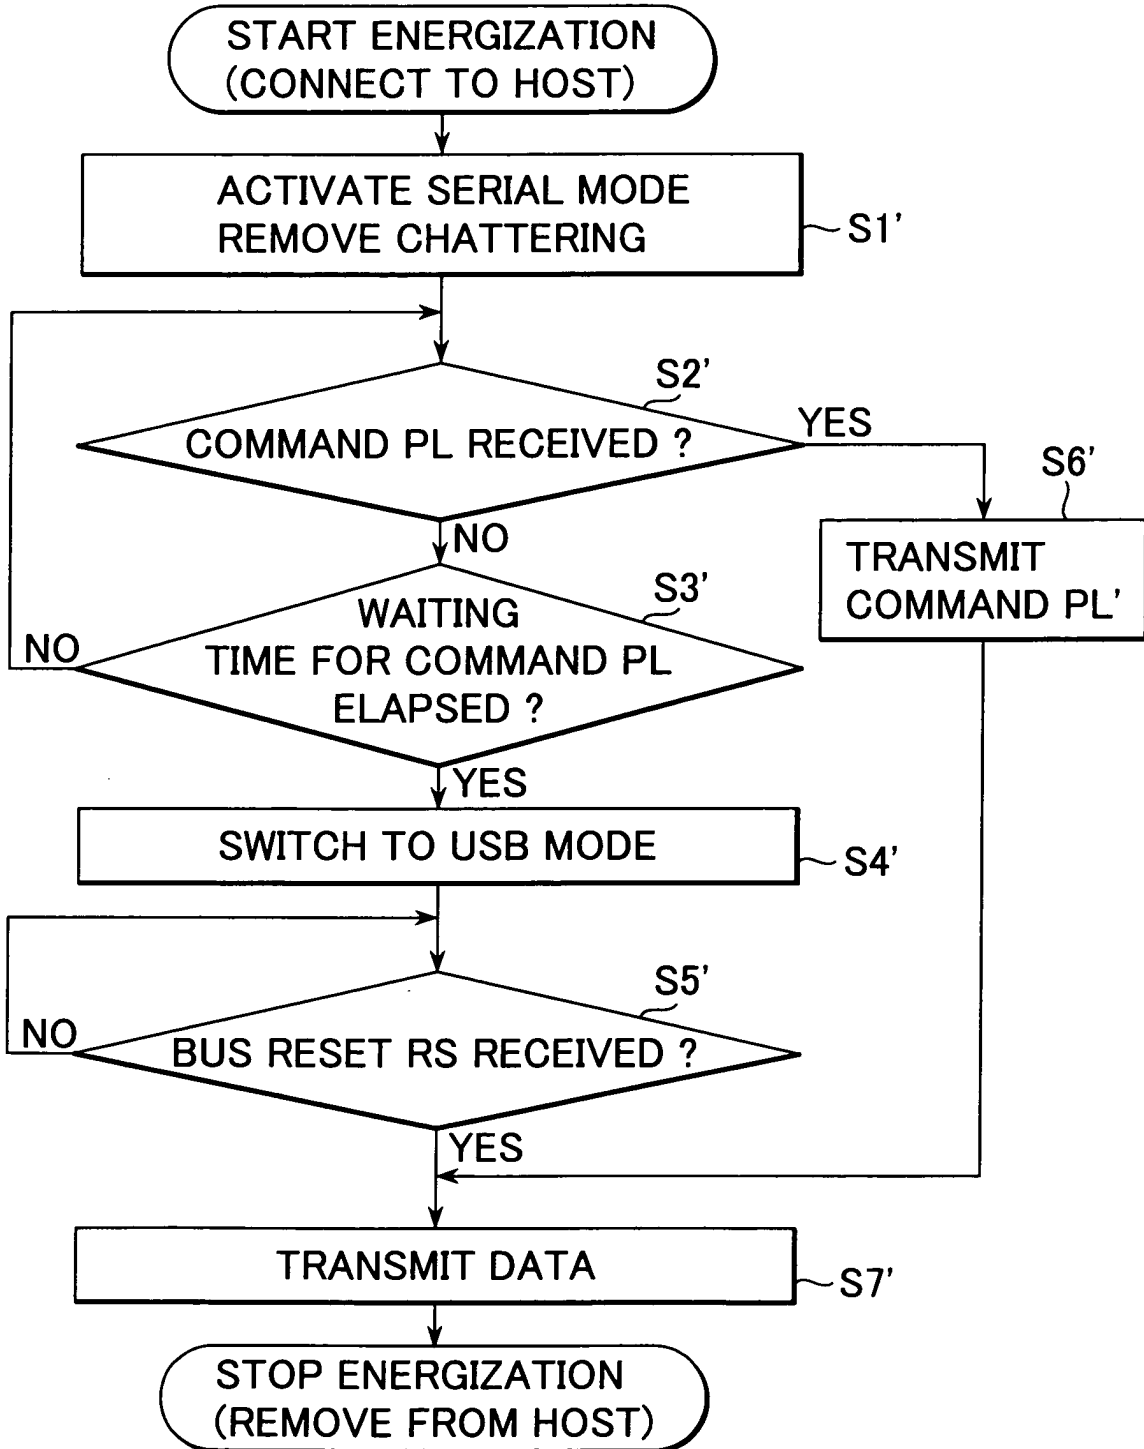 START ENERGIZATION
(CONNECT TO HOST)
ACTIVATE SERIAL MODE
REMOVE CHATTERING
S1'
S2'
COMMAND PL RECEIVED ?
YES
NO
S6'
TRANSMIT
COMMAND PL'
S3'
WAITING
TIME FOR COMMAND PL
ELAPSED ?
NO
YES
SWITCH TO USB MODE
S4'
S5'
BUS RESET RS RECEIVED ?
NO
YES
TRANSMIT DATA
S7'
STOP ENERGIZATION
(REMOVE FROM HOST)